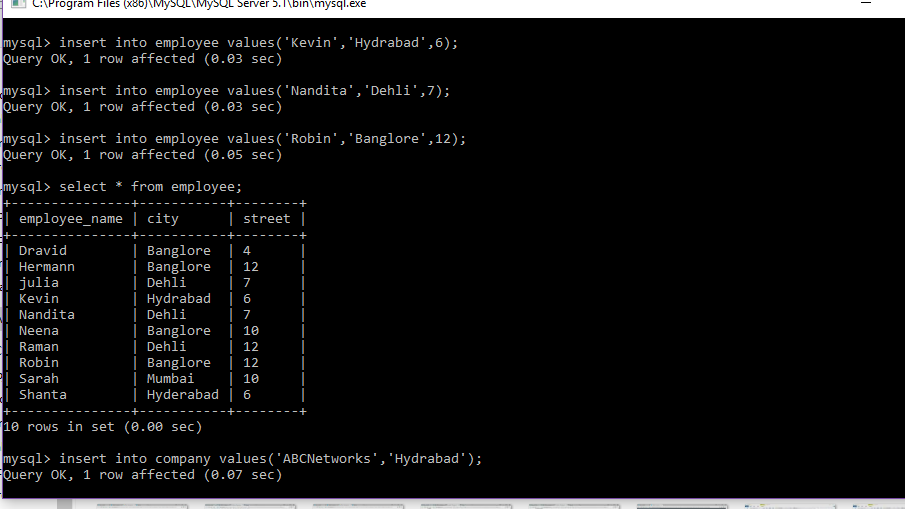 C:\Program Files (x86)\MySQL\MySQL Server 5.1\bin\mysql.exe
mysql> insert into employee values('Kevin','Hydrabad',6);
Query OK, 1 row affected (0.03 sec)
mysql> insert into employee values('Nandita','Dehli',7);
Query OK, 1 row affected (0.03 sec)
mysql> insert into employee values('Robin','Banglore',12);
Query OK, 1 row affected (0.05 sec)
mysql> select * from employee;
+---------------+-----------+--------+
| employee_name | city      | street |
+---------------+-----------+--------+
| Dravid        | Banglore  | 4      |
| Hermann       | Banglore  | 12     |
| julia         | Dehli     | 7      |
| Kevin         | Hydrabad  | 6      |
| Nandita       | Dehli     | 7      |
| Neena         | Banglore  | 10     |
| Raman         | Dehli     | 12     |
| Robin         | Banglore  | 12     |
| Sarah         | Mumbai    | 10     |
| Shanta        | Hyderabad | 6      |
+---------------+-----------+--------+
10 rows in set (0.00 sec)
mysql> insert into company values('ABCNetworks','Hydrabad');
Query OK, 1 row affected (0.07 sec)